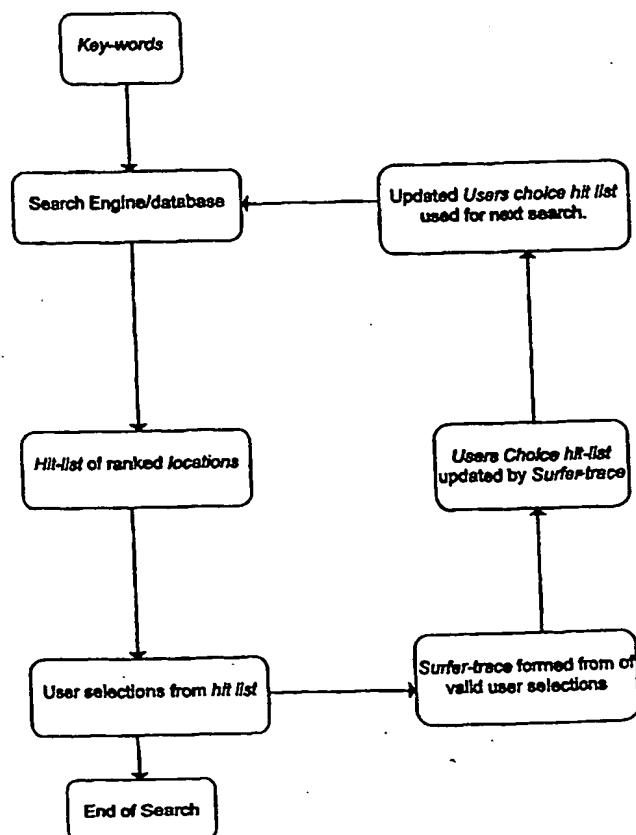 Key-words
Search Engine/database
Updated Users choice hit list
used for next search.
Hit-list of ranked locations
Users Choice hit-list
updated by Surfer-trace
User selections from hit list
Surfer-trace formed from of
valid user selections
End of Search